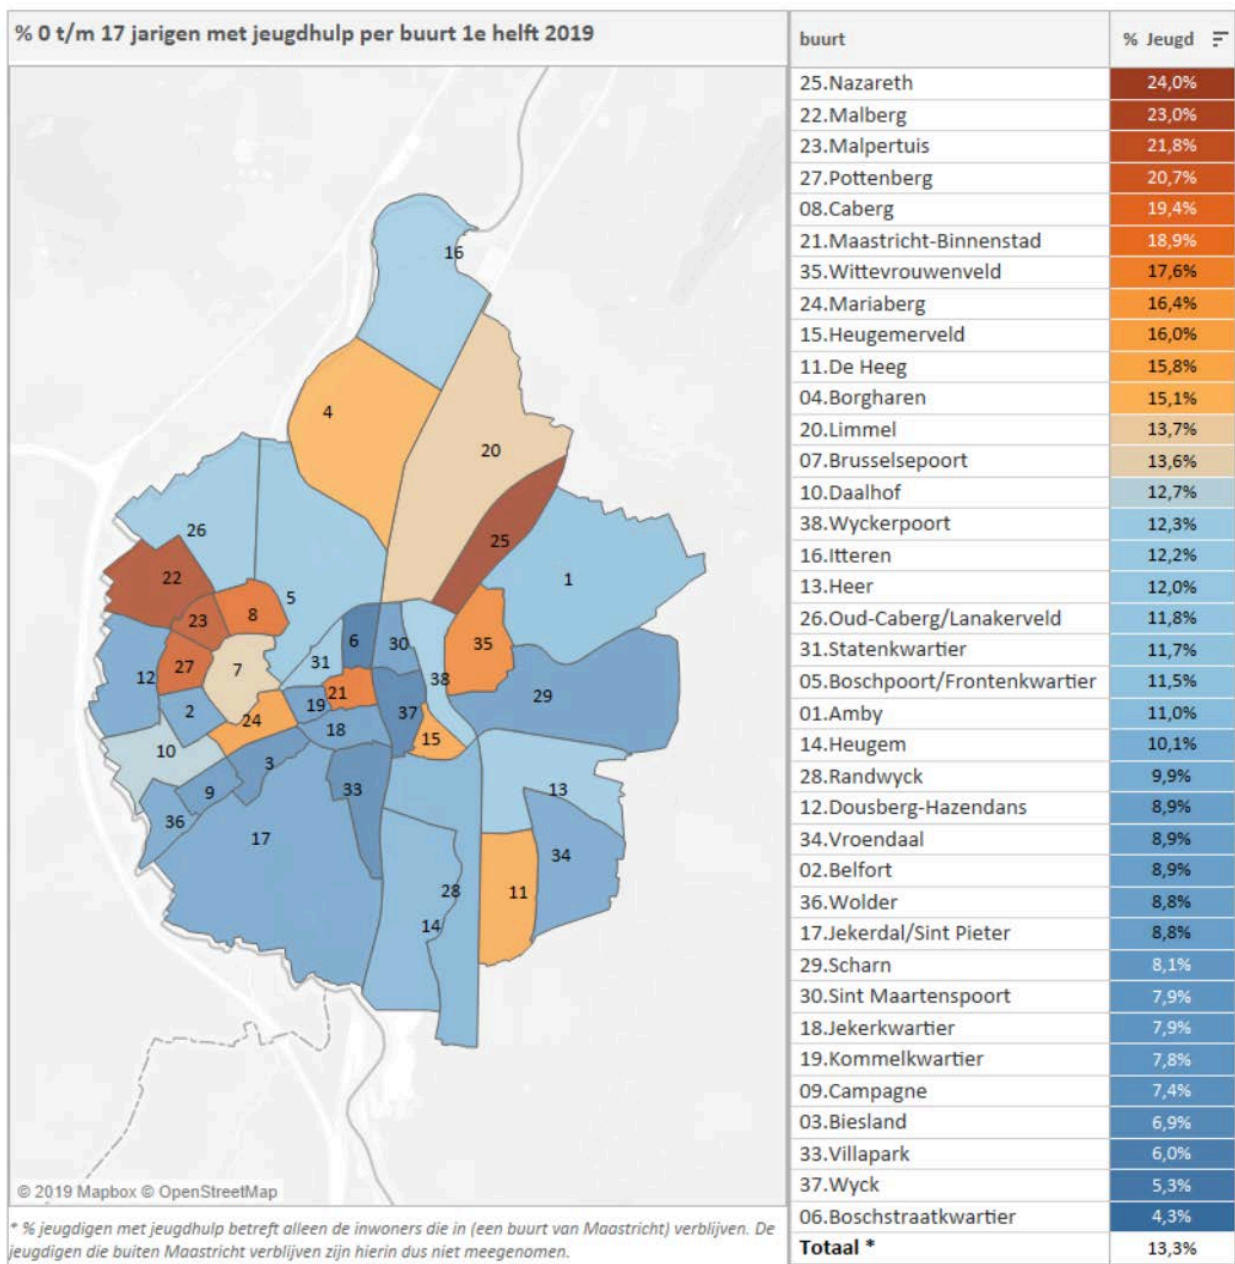 % 0 t/m 17 jarigen met jeugdhulp per buurt 1e helft 2019
16
4
20
26
25
22
1
5
23
8
6
30
35
27
7
31
12
38
21
29
2
19
37
24
18
15
10
3
9
33
13
36
17
34
28
11
14
© 2019 Mapbox © OpenStreetMap
* % jeugdigen met jeugdhulp betreft alleen de inwoners die in (een buurt van Maastricht) verblijven. De
jeugdigen die buiten Maastricht verblijven zijn hierin dus niet meegenomen.
buurt % Jeugd
25.Nazareth 24,0%
22.Malberg 23,0%
23.Malpertuis 21,8%
27.Pottenberg 20,7%
08.Caberg 19,4%
21.Maastricht-Binnenstad 18,9%
35.Wittevrouwenveld 17,6%
24.Mariaberg 16,4%
15.Heugemerveld 16,0%
11.De Heeg 15,8%
04.Borgharen 15,1%
20.Limmel 13,7%
07.Brusselsepoort 13,6%
10.Daalhof 12,7%
38.Wyckerpoort 12,3%
16.Itteren 12,2%
13.Heer 12,0%
26.Oud-Caberg/Lanakerveld 11,8%
31.Statenkwartier 11,7%
05.Boschpoort/Frontenkwartier 11,5%
01.Amby 11,0%
14.Heugem 10,1%
28.Randwyck 9,9%
12.Dousberg-Hazendans 8,9%
34.Vroendaal 8,9%
02.Belfort 8,9%
36.Wolder 8,8%
17.Jekerdal/Sint Pieter 8,8%
29.Scharn 8,1%
30.Sint Maartenspoort 7,9%
18.Jekerkwartier 7,9%
19.Kommelkwartier 7,8%
09.Campagne 7,4%
03.Biesland 6,9%
33.Villapark 6,0%
37.Wyck 5,3%
06.Boschstraatkwartier 4,3%
Totaal * 13,3%